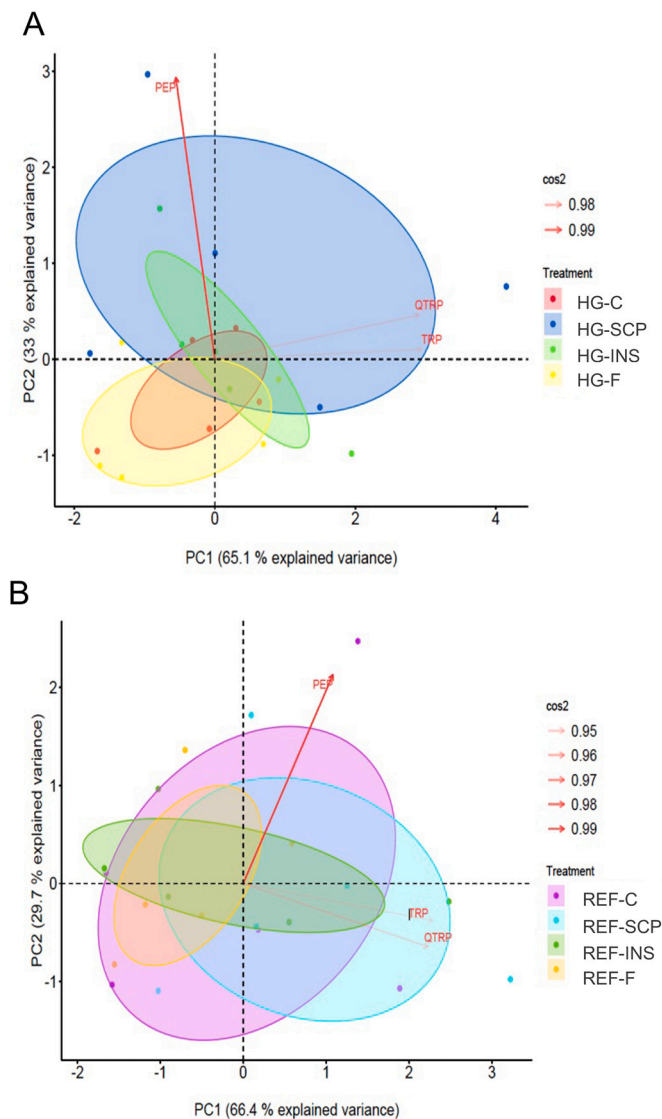 A
PEP
QTRP
TRP
3
2
1
0
-1
-2
0
2
4
PC2 (33 % explained variance)
PC1 (65.1 % explained variance)
cos2
0.98
0.99
Treatment
HG-C
HG-SCP
HG-INS
HG-F
B
PEP
TRP
QTRP
2
1
0
-1
-2
-1
0
1
2
3
PC2 (29.7 % explained variance)
PC1 (66.4 % explained variance)
cos2
0.95
0.96
0.97
0.98
0.99
Treatment
REF-C
REF-SCP
REF-INS
REF-F